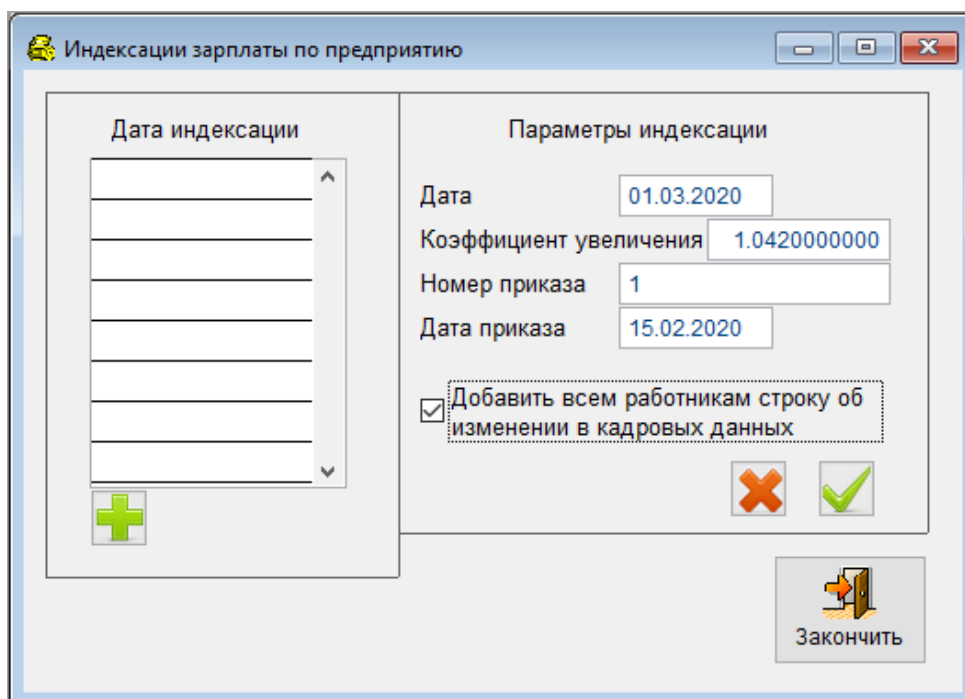 Индексации зарплаты по предприятию
Дата индексации
Параметры индексации
Дата 01.03.2020
Коэффициент увеличения 1.0420000000
Номер приказа 1
Дата приказа 15.02.2020
Добавить всем работникам строку об
изменении в кадровых данных
Закончить